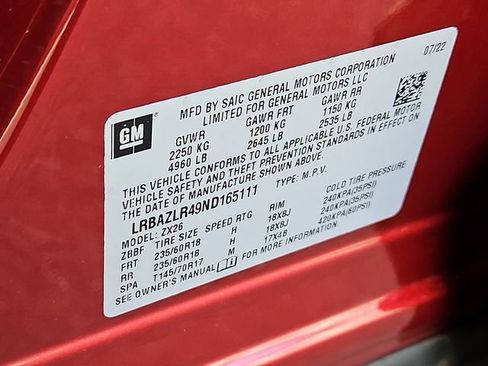 07/22
MFD BY SAIC GENERAL MOTORS CORPORATION
LIMITED FOR GENERAL MOTORS LLC
GM
GVWR GAWR FRT GAWR RR
2250 KG 1200 KG 1150 KG
4960 LB 2645 LB 2535 LB
THIS VEHICLE CONFORMS TO ALL APPLICABLE U.S. FEDERAL MOTOR
VEHICLE SAFETY AND THEFT PREVENTION STANDARDS IN EFFECT ON
THE DATE OF MANUFACTURE SHOWN ABOVE.
LRBAZLR49ND165111 TYPE: M.P.V.
MODEL: ZX26
ZBBF TIRE SIZE SPEED RTG RIM COLD TIRE PRESSURE
FRT 235/60R18 H 18X8J 240KPA(35PSI)
RR 235/60R18 H 18X8J 240KPA(35PSI)
SPA T145/70R17 17X4B 420KPA(60PSI)
SEE OWNER'S MANUAL FOR MORE INFORMATION.